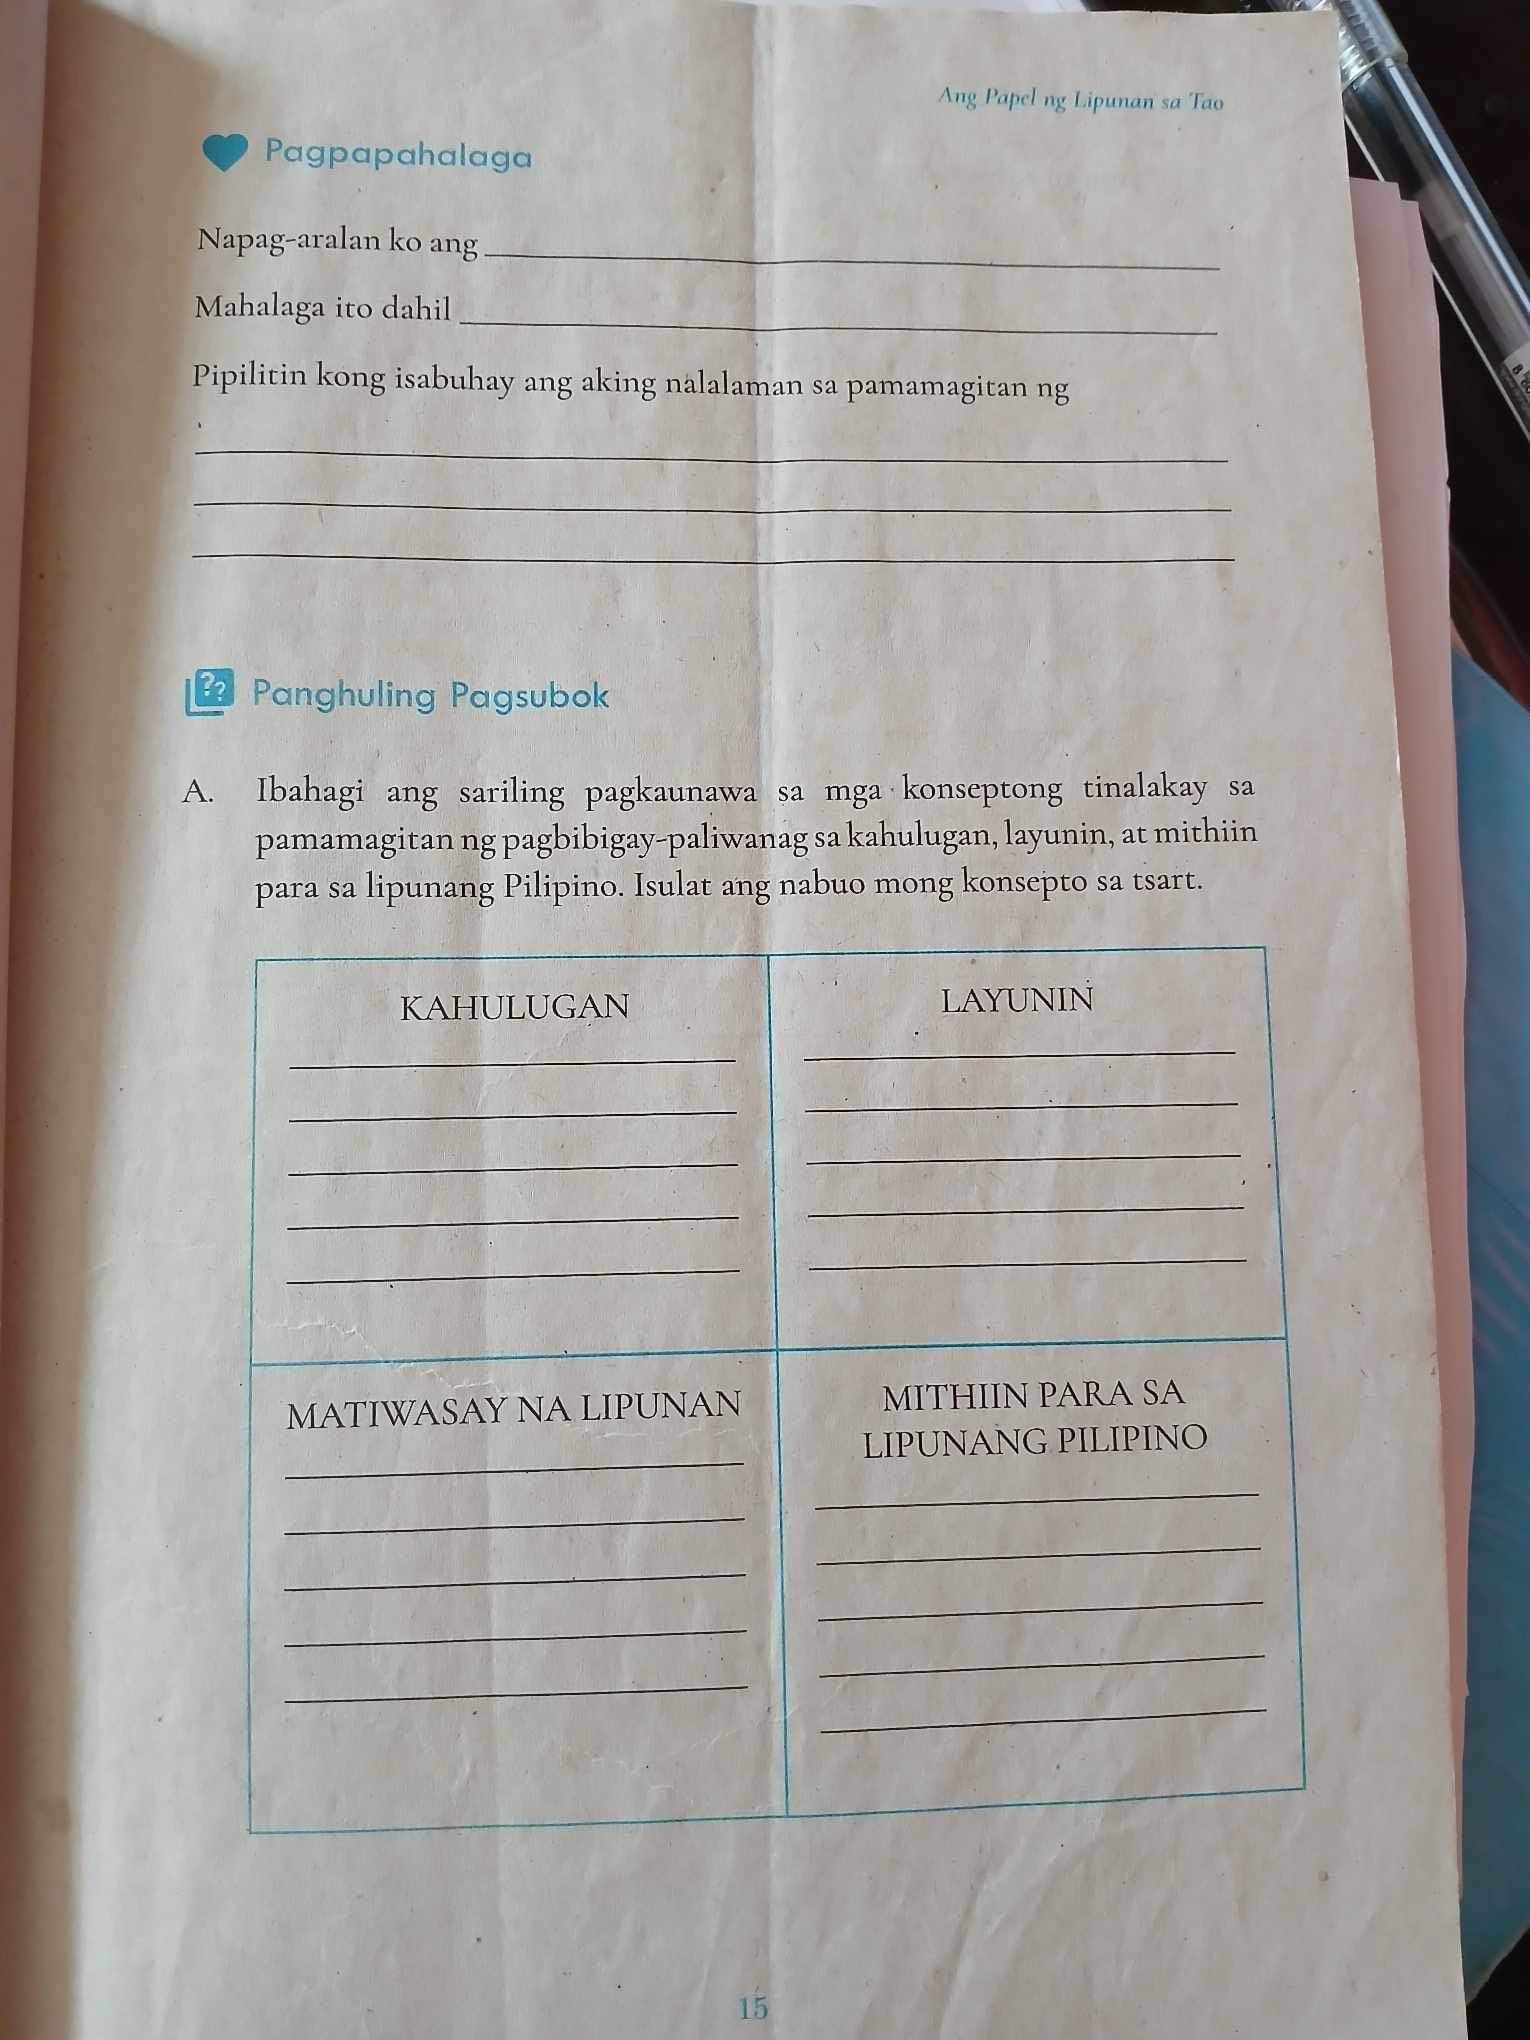 Ang Papel ng Lipunan sa Tao
Pagpapahalaga
Napag-aralan ko ang
Mahalaga ito dahil
Pipilitin kong isabuhay ang aking nalalaman sa pamamagitan ng
??
Panghuling Pagsubok
A. Ibahagi ang sariling pagkaunawa sa mga konseptong tinalakay sa
pamamagitan ng pagbibigay-paliwanag sa kahulugan, layunin, at mithiin
para sa lipunang Pilipino. Isulat ang nabuo mong konsepto sa tsart.
KAHULUGAN
LAYUNIN
MATIWASAY NA LIPUNAN
MITHIIN PARA SA
LIPUNANG PILIPINO
15